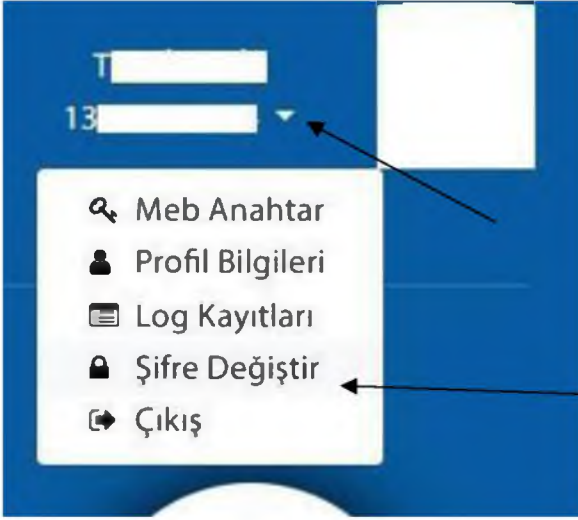 T
13
Meb Anahtar
Profil Bilgileri
Log Kayıtları
Şifre Değiştir
Çıkış